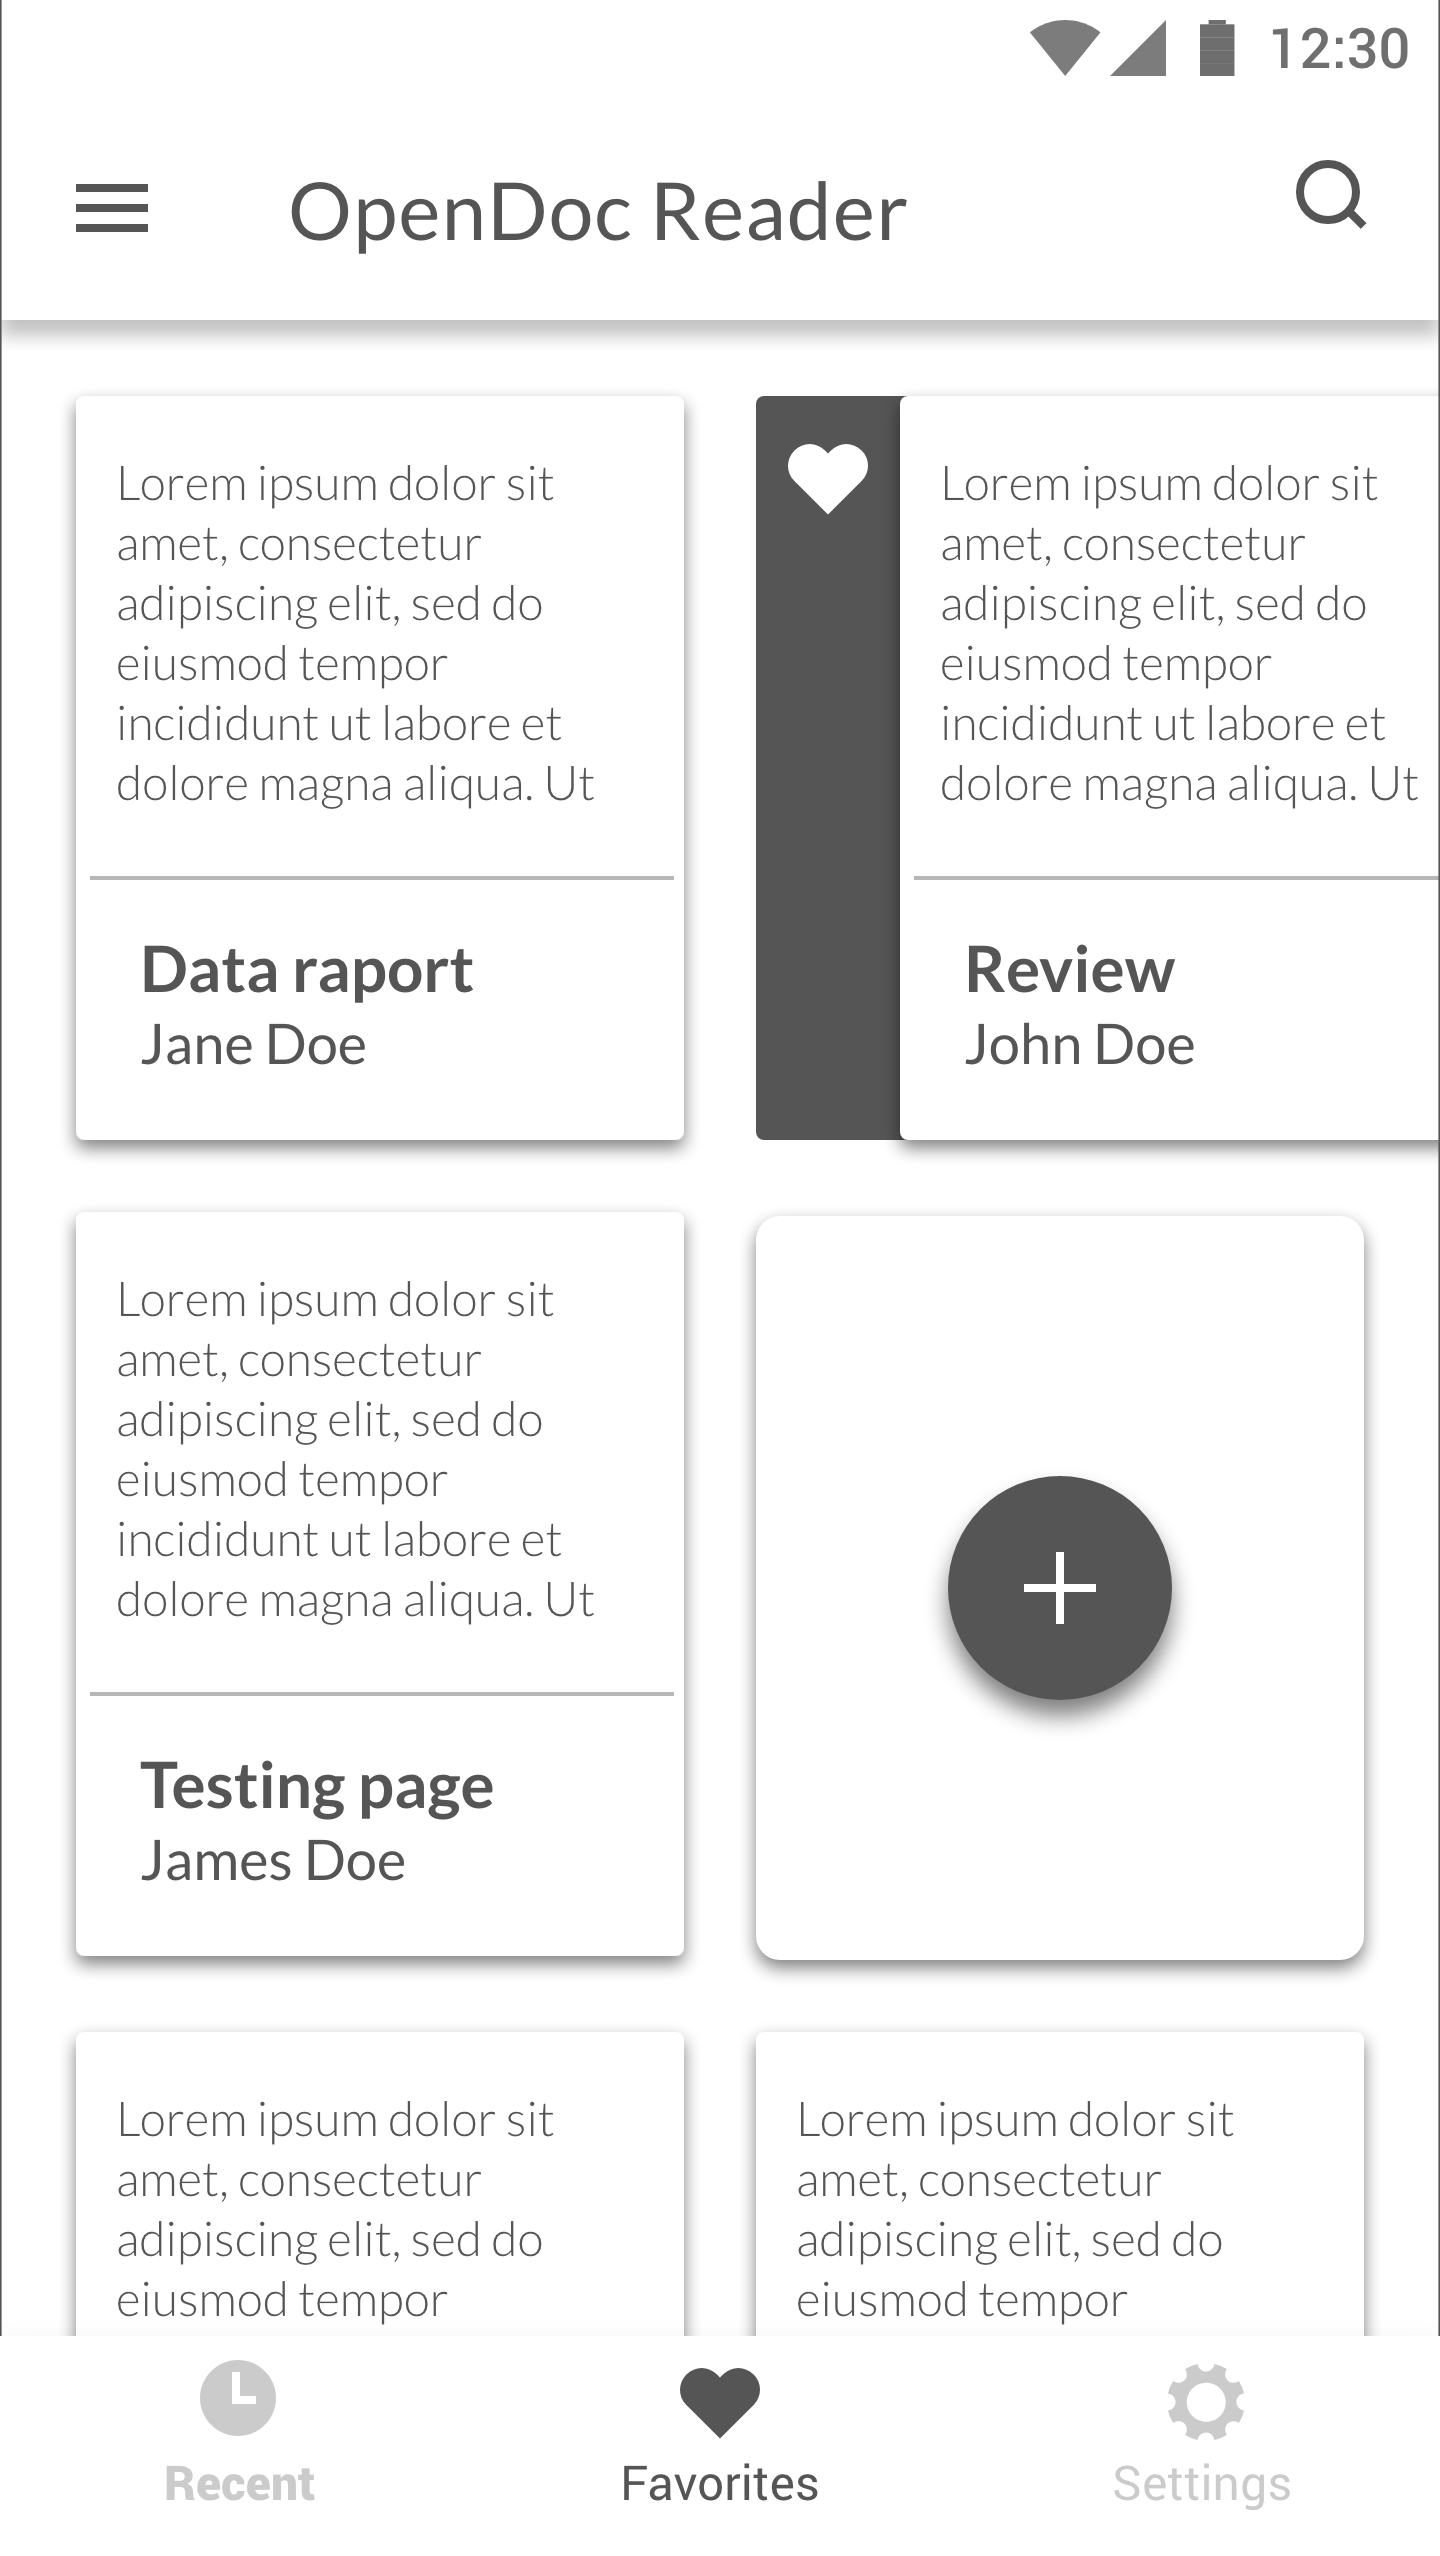 12:30
OpenDoc Reader
Lorem ipsum dolor sit
amet, consectetur
adipiscing elit, sed do
eiusmod tempor
incididunt ut labore et
dolore magna aliqua. Ut
Data raport
Jane Doe
Lorem ipsum dolor sit
amet, consectetur
adipiscing elit, sed do
eiusmod tempor
incididunt ut labore et
dolore magna aliqua. Ut
Review
John Doe
Lorem ipsum dolor sit
amet, consectetur
adipiscing elit, sed do
eiusmod tempor
incididunt ut labore et
dolore magna aliqua. Ut
Testing page
James Doe
Lorem ipsum dolor sit
amet, consectetur
adipiscing elit, sed do
eiusmod tempor
Lorem ipsum dolor sit
amet, consectetur
adipiscing elit, sed do
eiusmod tempor
Recent
Favorites
Settings